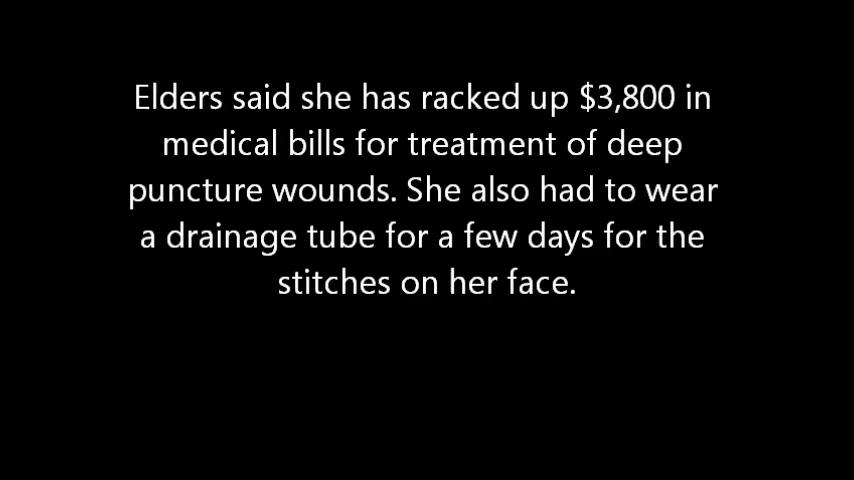 Elders said she has racked up $3,800 in
medical bills for treatment of deep
puncture wounds. She also had to wear
a drainage tube for a few days for the
stitches on her face.